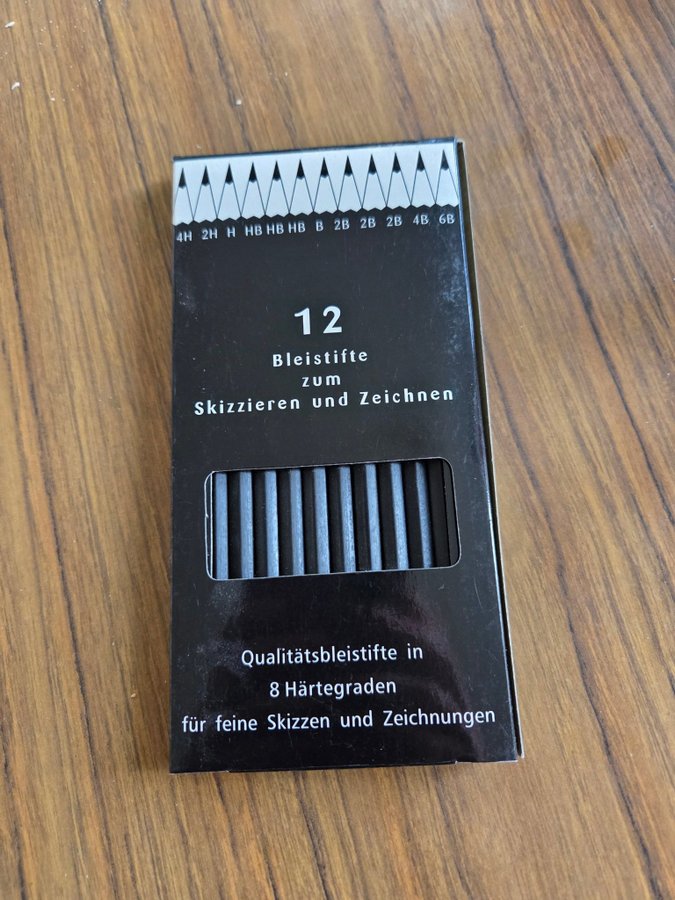 4H 2H H HB HB HB B 2B 2B 2B 4B 6B
12
Bleistifte
zum
Skizzieren und Zeichnen
Qualitätsbleistifte in
8 Härtegraden
für feine Skizzen und Zeichnungen